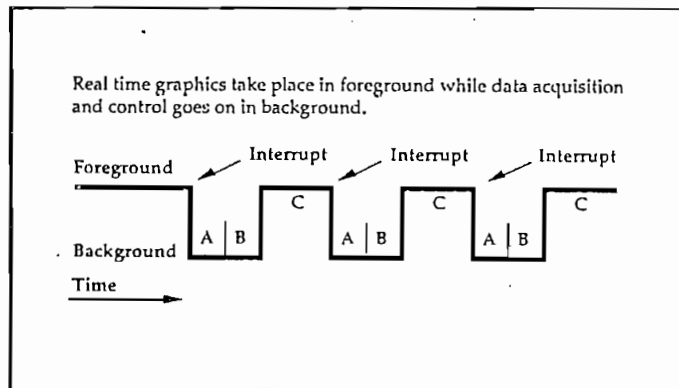 Real time graphics take place in foreground while data acquisition
and control goes on in background.
Interrupt Interrupt Interrupt
Foreground
C C C
A B A B A B
Background
Time